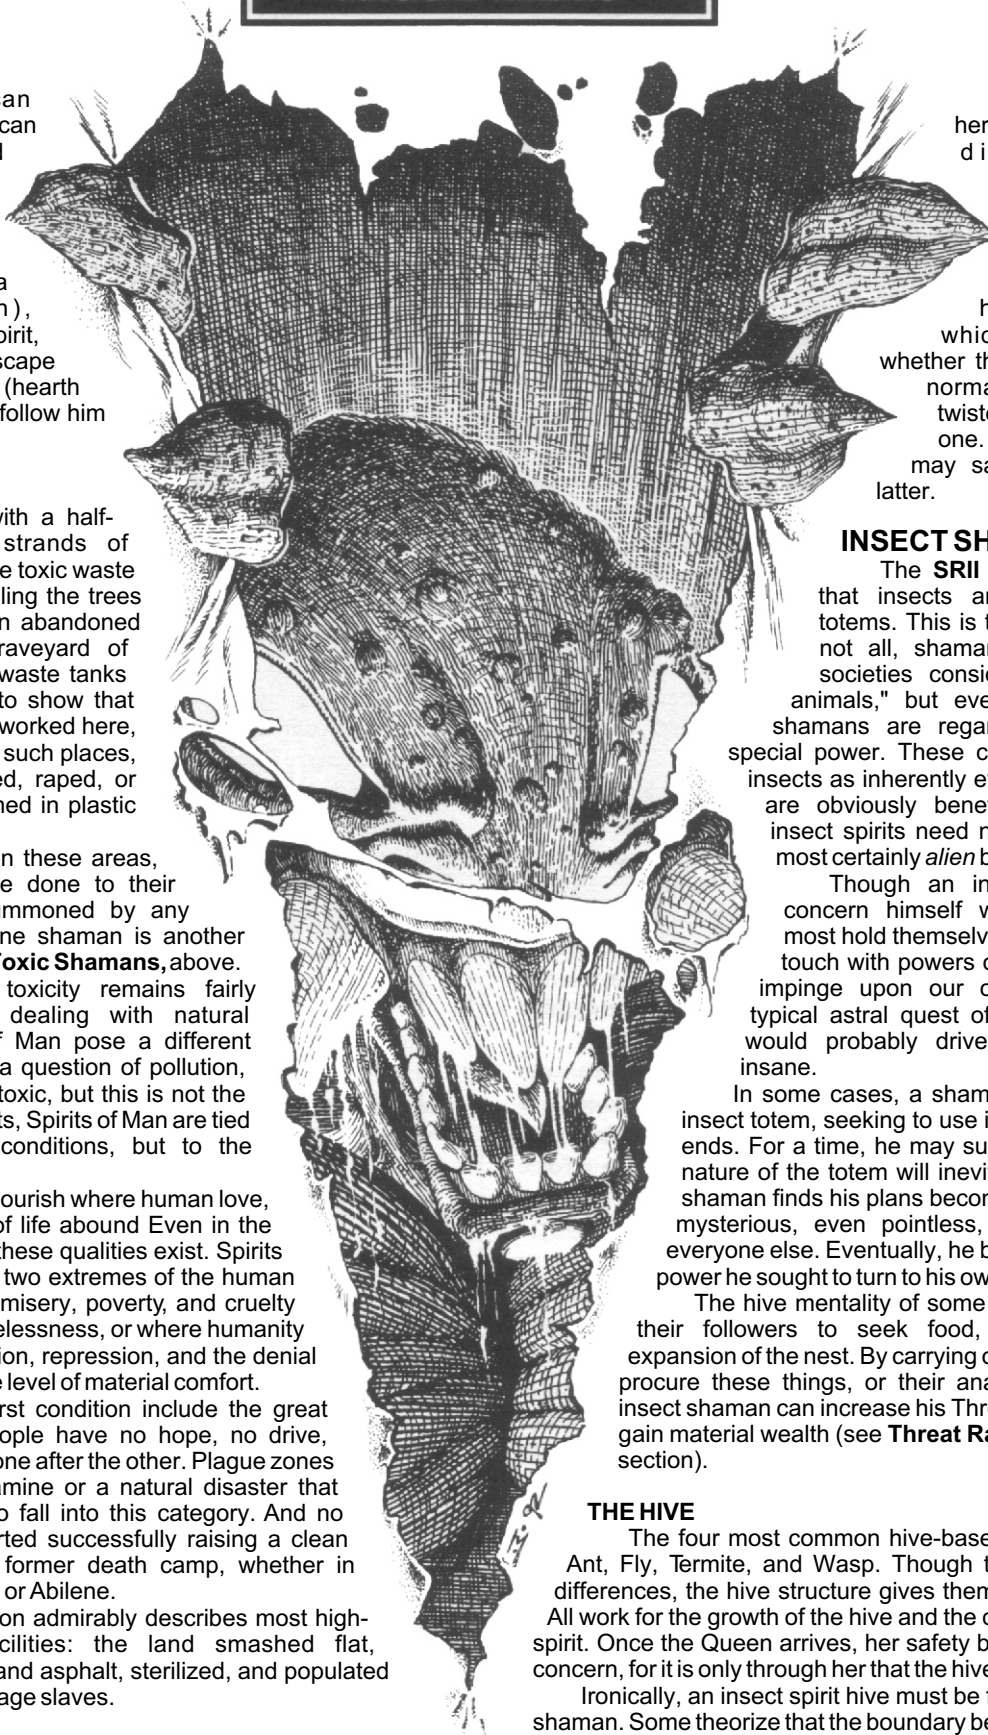 can
can
a
n),
pirit,
scape
(hearth
follow him
with a half-
strands of
e toxic waste
ling the trees
n abandoned
raveyard of
waste tanks
to show that
worked here,
such places,
ed, raped, or
ned in plastic
n these areas,
e done to their
ummoned by any
ne shaman is another
Toxic Shamans, above.
toxicity remains fairly
dealing with natural
f Man pose a different
a question of pollution,
toxic, but this is not the
ts, Spirits of Man are tied
conditions, but to the
ourish where human love,
of life abound Even in the
these qualities exist. Spirits
two extremes of the human
misery, poverty, and cruelty
elessness, or where humanity
ion, repression, and the denial
e level of material comfort.
irst condition include the great
eople have no hope, no drive,
one after the other. Plague zones
amine or a natural disaster that
o fall into this category. And no
rted successfully raising a clean
former death camp, whether in
or Abilene.
on admirably describes most high-
cilities: the land smashed flat,
and asphalt, sterilized, and populated
age slaves.
her
di
h
whic
whether th
norma
twiste
one.
may sa
latter.
INSECT SH
The SRII
that insects ar
totems. This is t
not all, shama
societies consi
animals," but eve
shamans are regar
special power. These c
insects as inherently e
are obviously bene
insect spirits need n
most certainly alien b
Though an in
concern himself w
most hold themselv
touch with powers o
impinge upon our o
typical astral quest of
would probably drive
insane.
In some cases, a sham
insect totem, seeking to use i
ends. For a time, he may su
nature of the totem will inevi
shaman finds his plans becom
mysterious, even pointless,
everyone else. Eventually, he b
power he sought to turn to his ow
The hive mentality of some
their followers to seek food,
expansion of the nest. By carrying o
procure these things, or their ana
insect shaman can increase his Thr
gain material wealth (see Threat Ra
section).
THE HIVE
The four most common hive-base
Ant, Fly, Termite, and Wasp. Though t
differences, the hive structure gives them
All work for the growth of the hive and the c
spirit. Once the Queen arrives, her safety b
concern, for it is only through her that the hive
Ironically, an insect spirit hive must be f
shaman. Some theorize that the boundary be